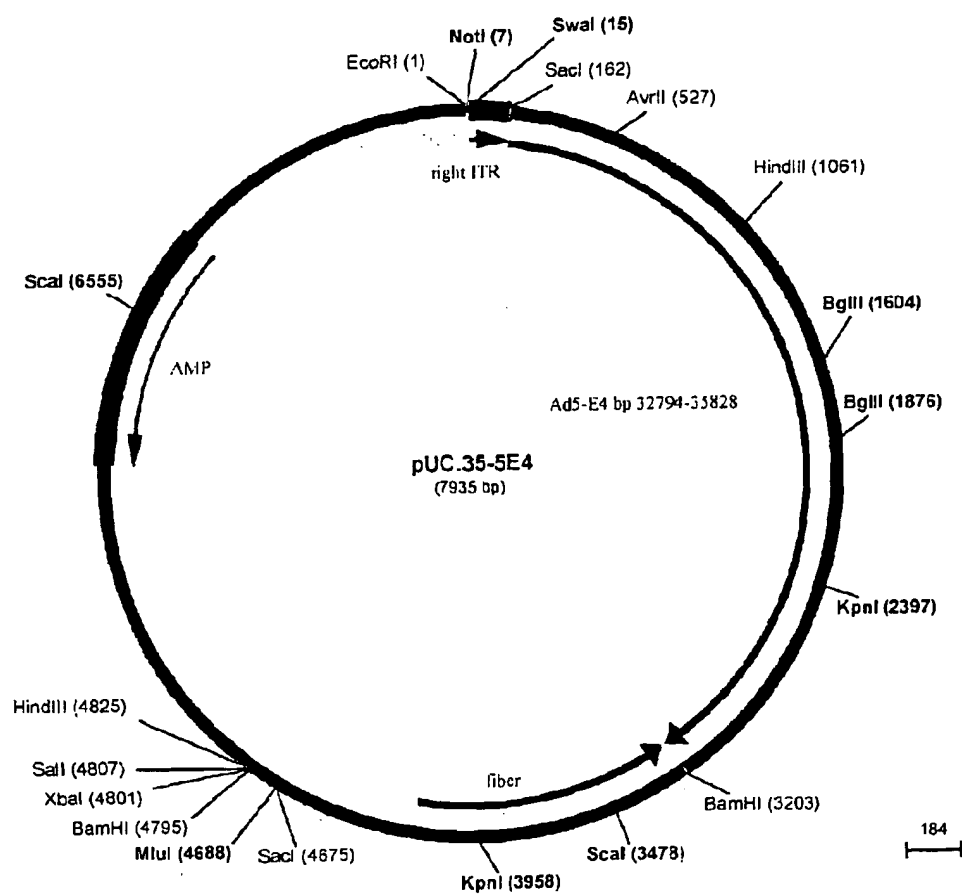 SwaI (15)
NotI (7)
EcoRI (1)
SacI (162)
AvrII (527)
right ITR
HindIII (1061)
ScaI (6555)
BglII (1604)
AMP
Ad5-E4 bp 32794-35828
BglII (1876)
pUC.35-5E4
(7935 bp)
KpnI (2397)
HindIII (4825)
SalI (4807)
XbaI (4801)
BamHI (4795)
MluI (4688)
SacI (4675)
fiber
BamHI (3203)
ScaI (3478)
KpnI (3958)
184